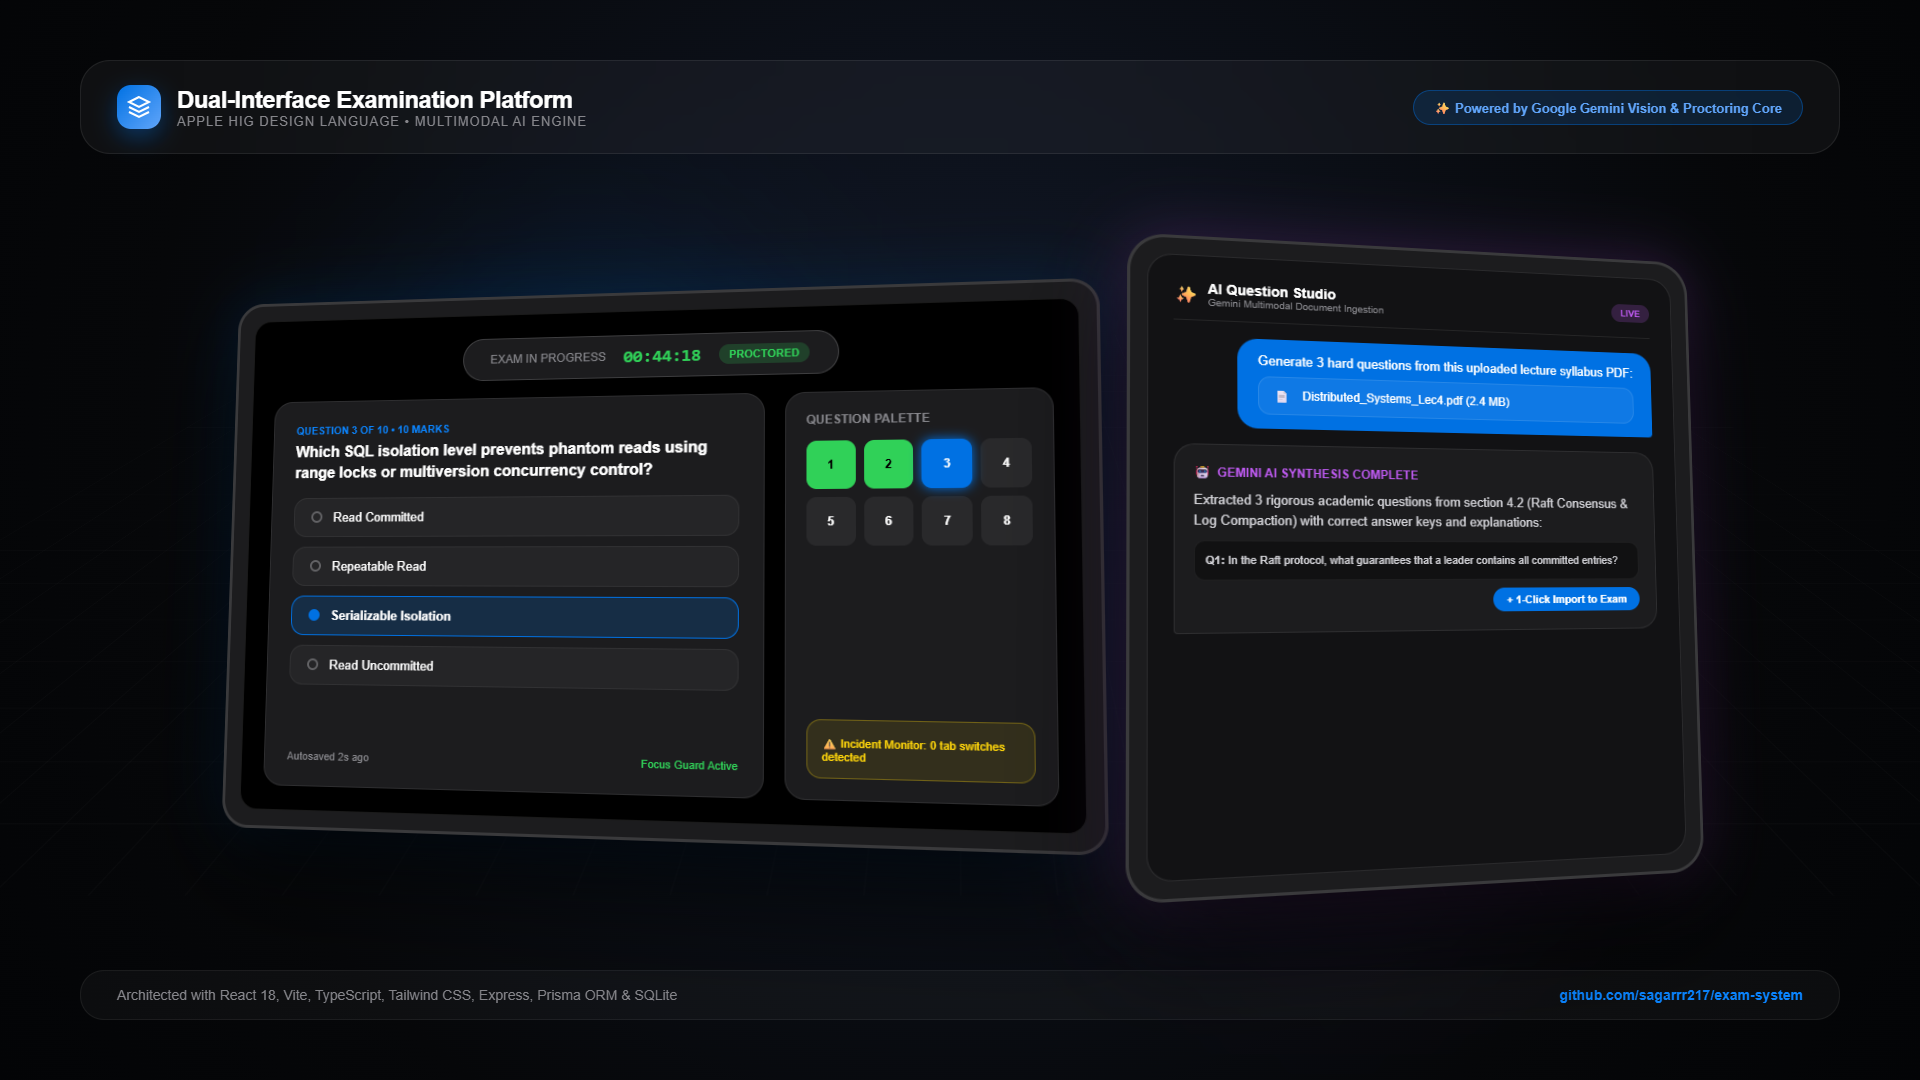 Dual-Interface Examination Platform
APPLE HIG DESIGN LANGUAGE • MULTIMODAL AI ENGINE
✨ Powered by Google Gemini Vision & Proctoring Core
EXAM IN PROGRESS 00:44:18 PROCTORED
QUESTION 3 OF 10 • 10 MARKS
Which SQL isolation level prevents phantom reads using
range locks or multiversion concurrency control?
Read Committed
Repeatable Read
Serializable Isolation
Read Uncommitted
Autosaved 2s ago
Focus Guard Active
QUESTION PALETTE
1 2 3 4
5 6 7 8
⚠ Incident Monitor: 0 tab switches
detected
AI Question Studio
Gemini Multimodal Document Ingestion
LIVE
Generate 3 hard questions from this uploaded lecture syllabus PDF:
Distributed_Systems_Lec4.pdf (2.4 MB)
GEMINI AI SYNTHESIS COMPLETE
Extracted 3 rigorous academic questions from section 4.2 (Raft Consensus &
Log Compaction) with correct answer keys and explanations:
Q1: In the Raft protocol, what guarantees that a leader contains all committed entries?
+ 1-Click Import to Exam
Architected with React 18, Vite, TypeScript, Tailwind CSS, Express, Prisma ORM & SQLite
github.com/sagarrr217/exam-system